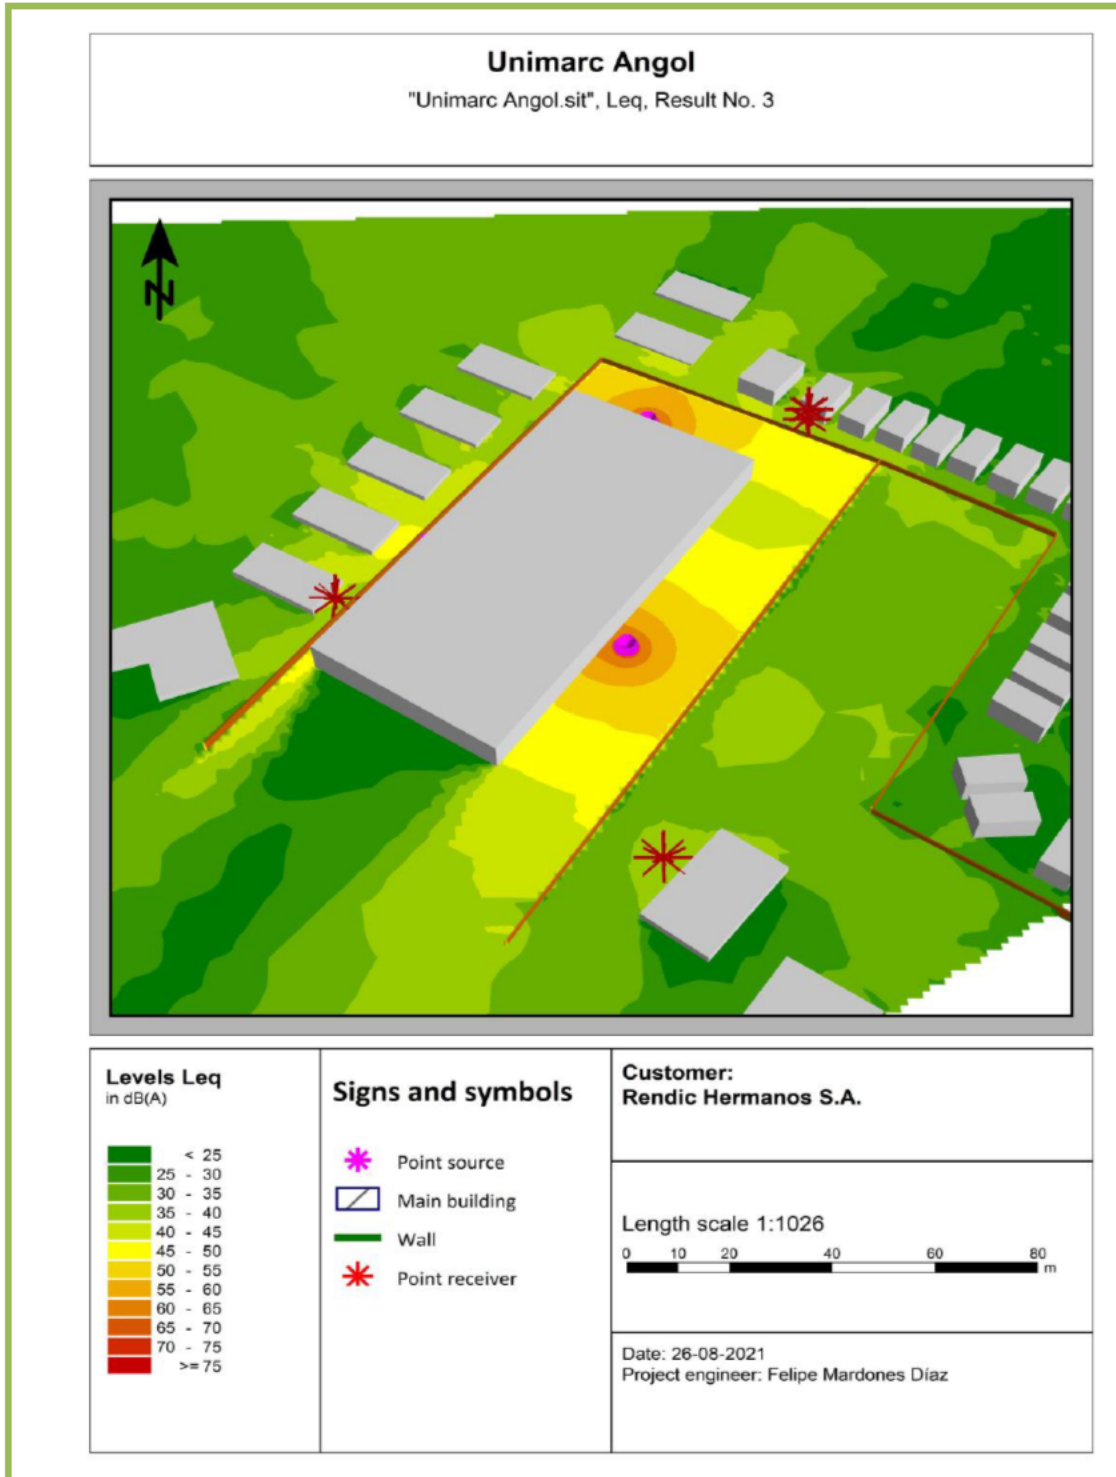 Unimarc Angol
"Unimarc Angol.sit", Leq, Result No. 3
N
Levels Leq
in dB(A)
< 25
25 - 30
30 - 35
35 - 40
40 - 45
45 - 50
50 - 55
55 - 60
60 - 65
65 - 70
70 - 75
>= 75
Signs and symbols
Point source
Main building
Wall
Point receiver
Customer:
Rendic Hermanos S.A.
Length scale 1:1026
0 10 20 40 60 80
m
Date: 26-08-2021
Project engineer: Felipe Mardones Díaz